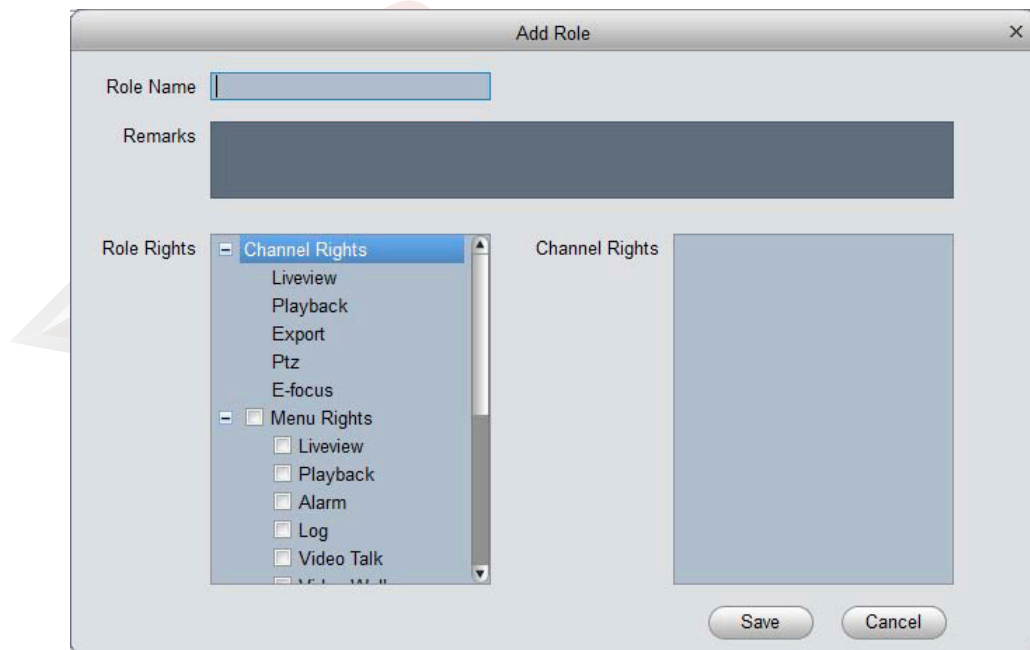 Add Role
Role Name
Remarks
Role Rights
Channel Rights
Liveview
Playback
Export
Ptz
E-focus
Menu Rights
Liveview
Playback
Alarm
Log
Video Talk
Channel Rights
Save
Cancel